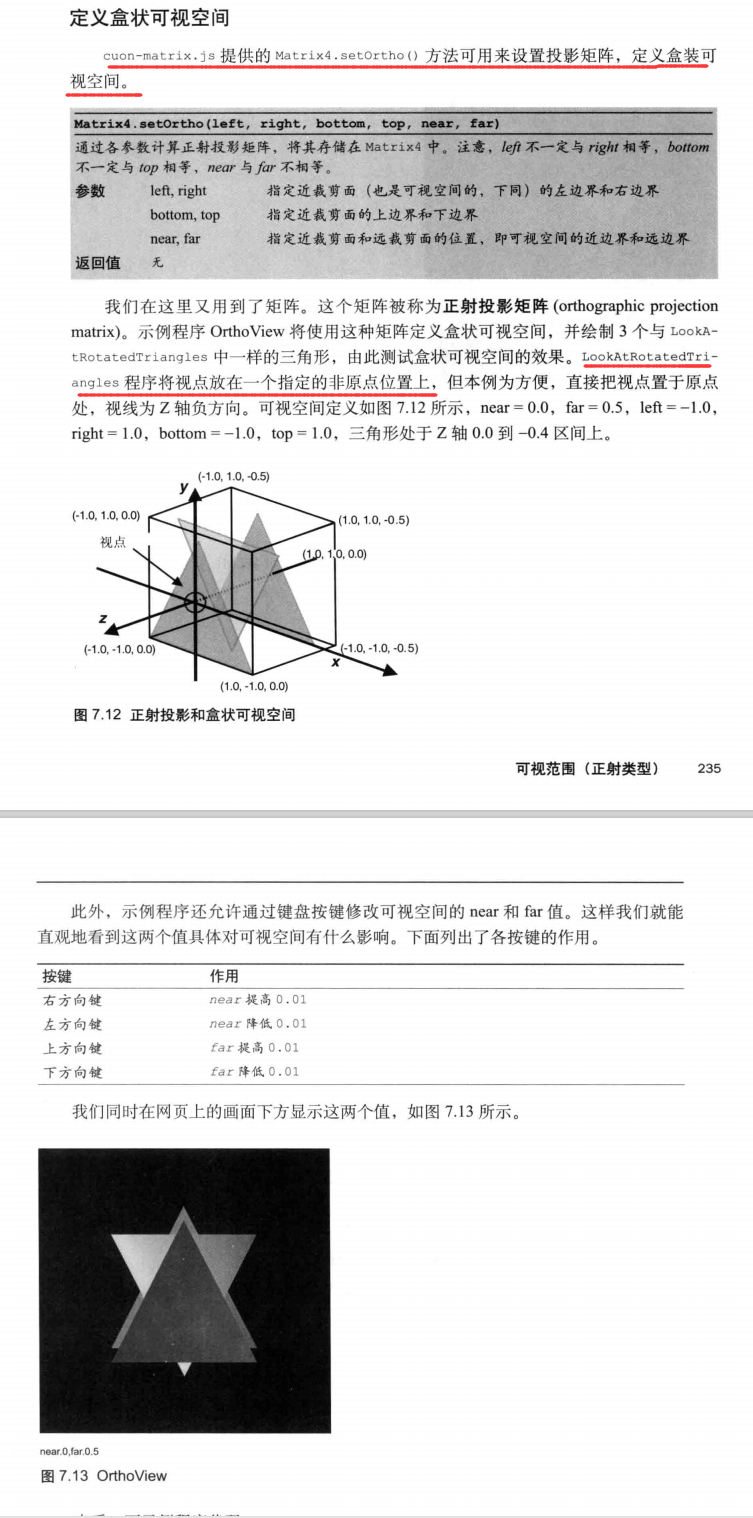 定义盒状可视空间
cuon-matrix.js 提供的 Matrix4.setOrtho() 方法可用来设置投影矩阵，定义盒装可
视空间。
Matrix4.setOrtho(left, right, bottom, top, near, far)
通过各参数计算正射投影矩阵，将其存储在 Matrix4 中。注意，left 不一定与 right 相等，bottom
不一定与 top 相等，near 与 far 不相等。
参数 left, right 指定近裁剪面（也是可视空间的，下同）的左边界和右边界
bottom, top 指定近裁剪面的上边界和下边界
near, far 指定近裁剪面和远裁剪面的位置，即可视空间的近边界和远边界
返回值 无
我们在这里又用到了矩阵。这个矩阵被称为正射投影矩阵 (orthographic projection
matrix)。示例程序 OrthoView 将使用这种矩阵定义盒状可视空间，并绘制 3 个与 LookA-
tRotatedTriangles 中一样的三角形，由此测试盒状可视空间的效果。LookAtRotatedTri-
angles 程序将视点放在一个指定的非原点位置上，但本例为方便，直接把视点置于原点
处，视线为 Z 轴负方向。可视空间定义如图 7.12 所示，near = 0.0，far = 0.5，left = −1.0，
right = 1.0，bottom = −1.0，top = 1.0，三角形处于 Z 轴 0.0 到 −0.4 区间上。
(-1.0, 1.0, -0.5)
y
(-1.0, 1.0, 0.0)
(1.0, 1.0, -0.5)
视点
(1.0, 1.0, 0.0)
z
(-1.0, -1.0, 0.0)
(-1.0, -1.0, -0.5)
x
(1.0, -1.0, 0.0)
图 7.12 正射投影和盒状可视空间
可视范围（正射类型） 235
此外，示例程序还允许通过键盘按键修改可视空间的 near 和 far 值。这样我们就能
直观地看到这两个值具体对可视空间有什么影响。下面列出了各按键的作用。
按键 作用
右方向键 near 提高 0.01
左方向键 near 降低 0.01
上方向键 far 提高 0.01
下方向键 far 降低 0.01
我们同时在网页上的画面下方显示这两个值，如图 7.13 所示。
near.0,far.0.5
图 7.13 OrthoView